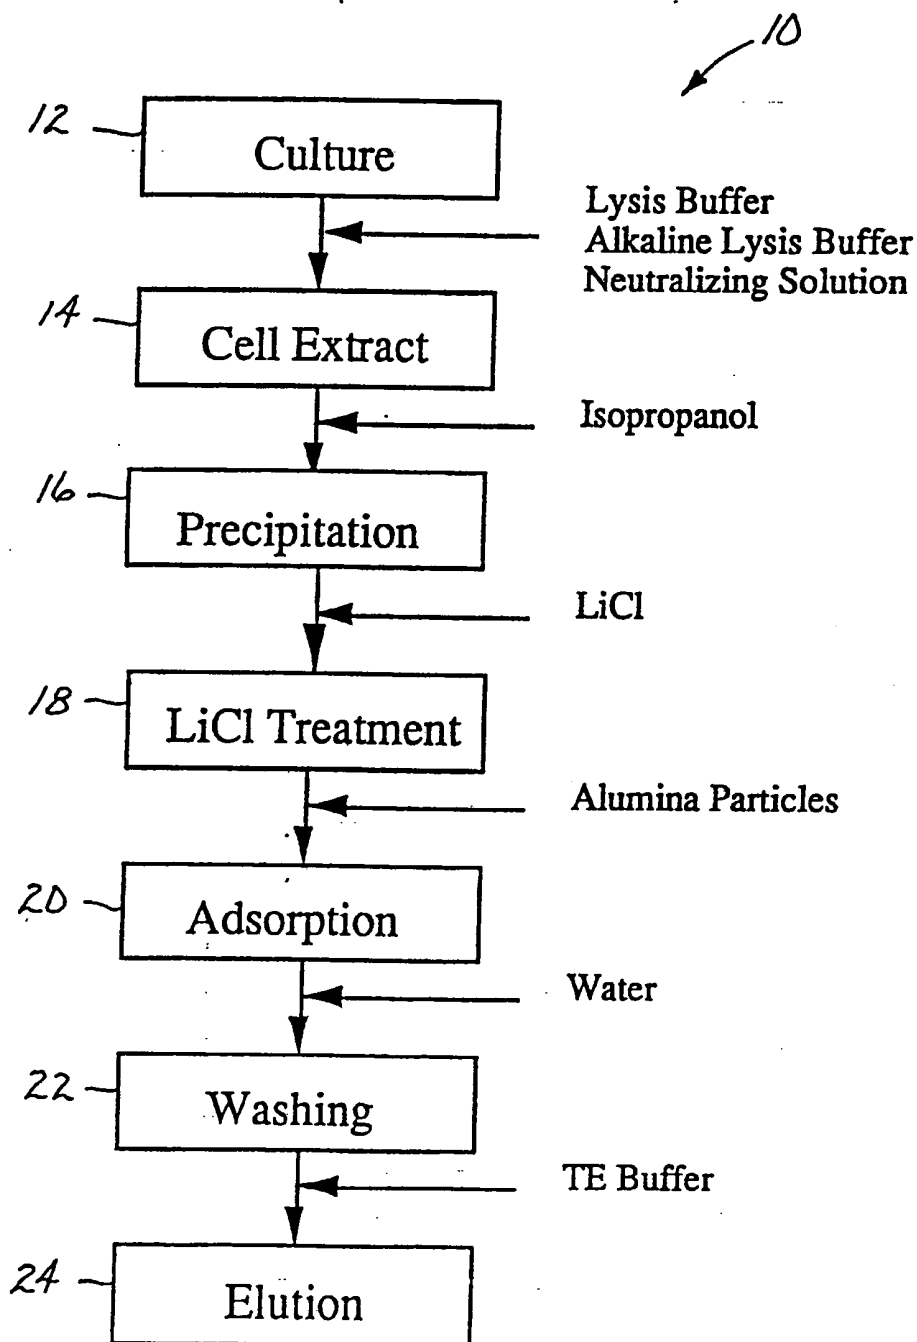 10
12
Culture
Lysis Buffer
Alkaline Lysis Buffer
Neutralizing Solution
14
Cell Extract
Isopropanol
16
Precipitation
LiCl
18
LiCl Treatment
Alumina Particles
20
Adsorption
Water
22
Washing
TE Buffer
24
Elution